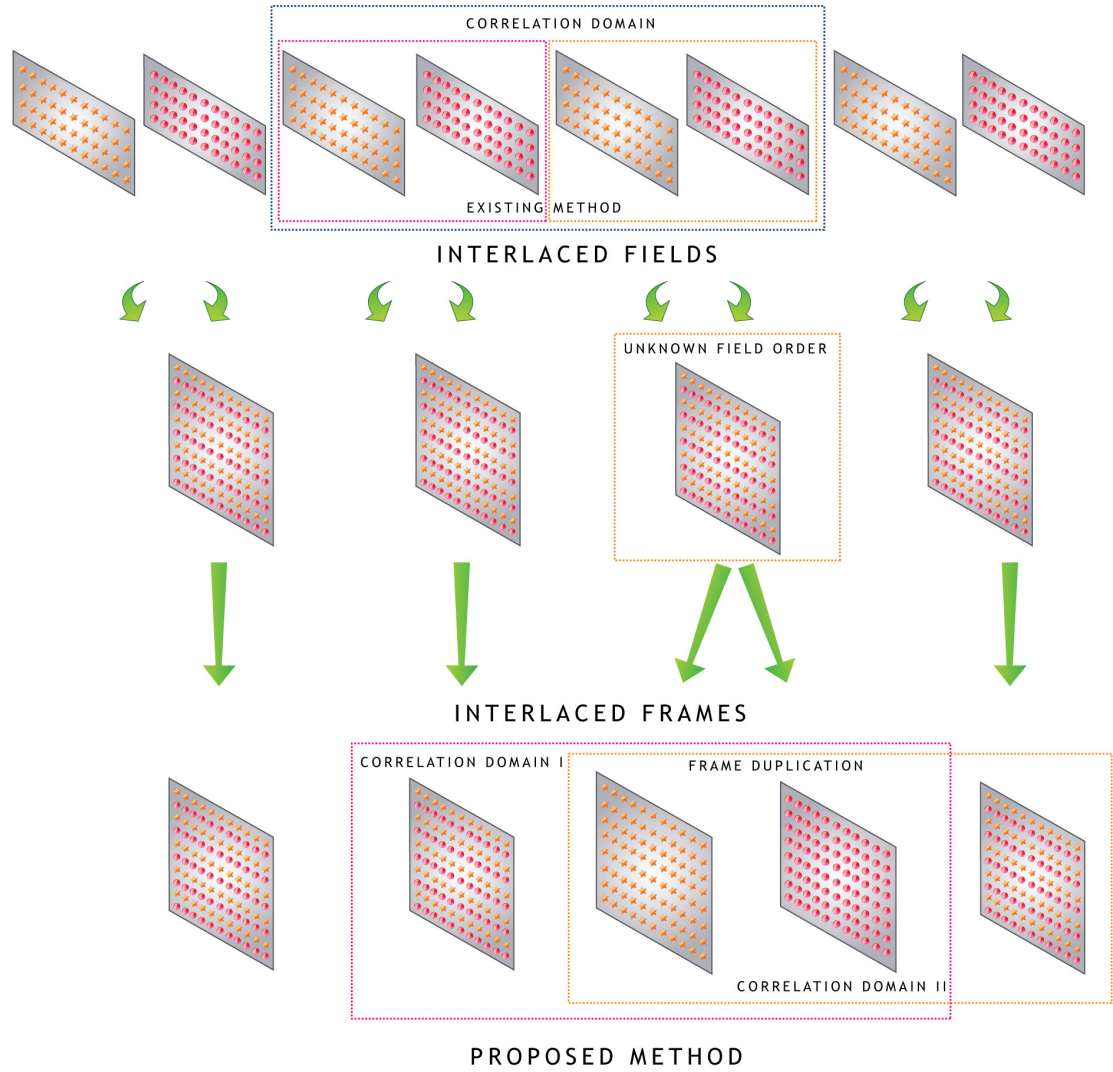 CORRELATION DOMAIN
EXISTING METHOD
INTERLACED FIELDS
UNKNOWN FIELD ORDER
INTERLACED FRAMES
CORRELATION DOMAIN I
FRAME DUPLICATION
CORRELATION DOMAIN II
PROPOSED METHOD